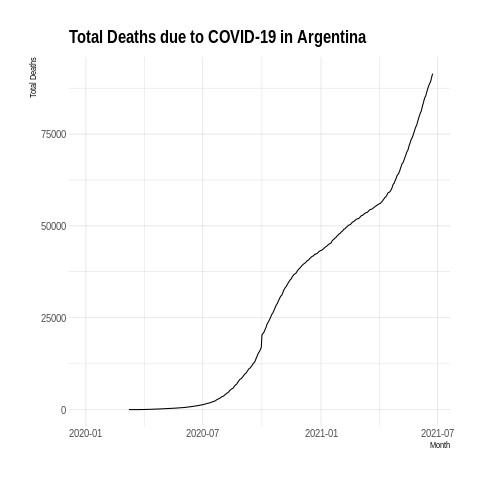 Total Deaths due to COVID-19 in Argentina
Total Deaths
75000
50000
25000
0
2020-01 2020-07 2021-01 2021-07
Month